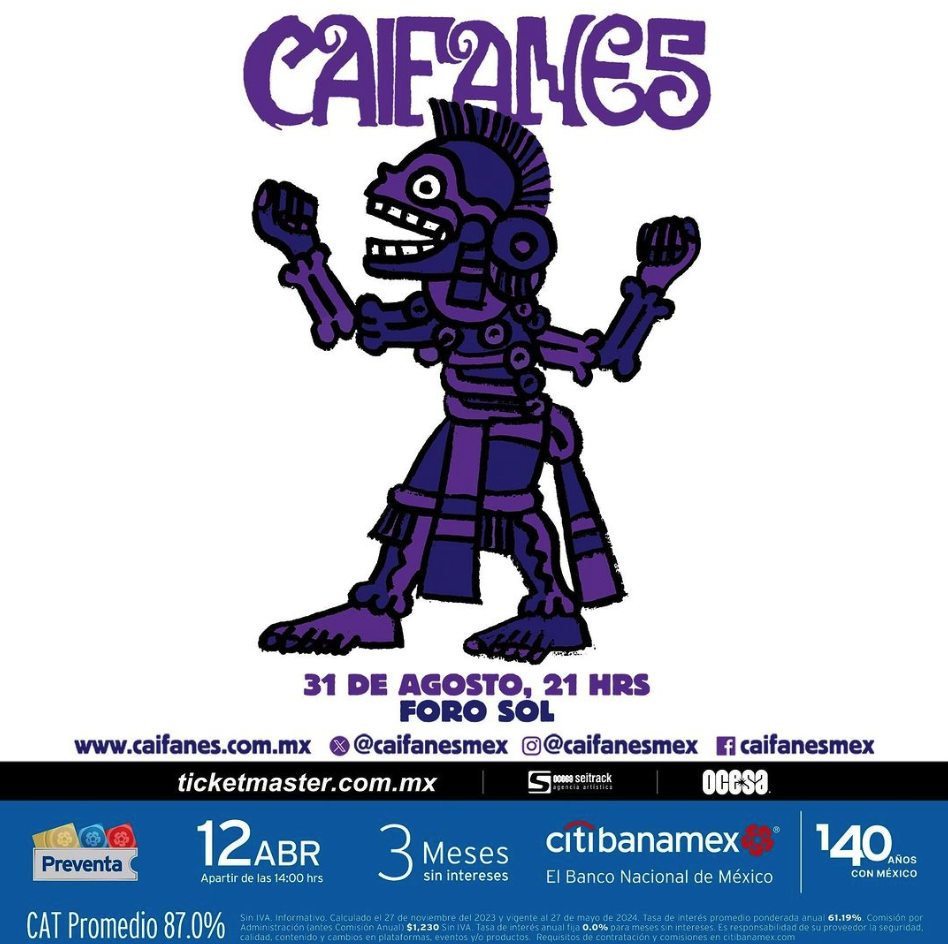 CAIFANES
31 DE AGOSTO, 21 HRS
FORO SOL
www.caifanes.com.mx @caifanesmex @caifanesmex caifanesmex
ticketmaster.com.mx ocesa seitrack ocesa
agencia artística
Preventa
12 ABR
Apartir de las 14:00 hrs
3 Meses
sin intereses
citibanamex
El Banco Nacional de México
140 AÑOS
CON MÉXICO
CAT Promedio 87.0%
Sin IVA. Informativo. Calculado el 27 de noviembre del 2023 y vigente al 27 de mayo de 2024. Tasa de interés promedio ponderada anual 61.19%. Comisión por
Administración (antes Comisión Anual) $1,230 Sin IVA. Tasa de interés anual fija 0.0% para meses sin intereses. Es responsabilidad de su proveedor la seguridad,
calidad, contenido y cambios en plataformas, eventos y/o productos. Requisitos de contratación y comisiones en citibanamex.com